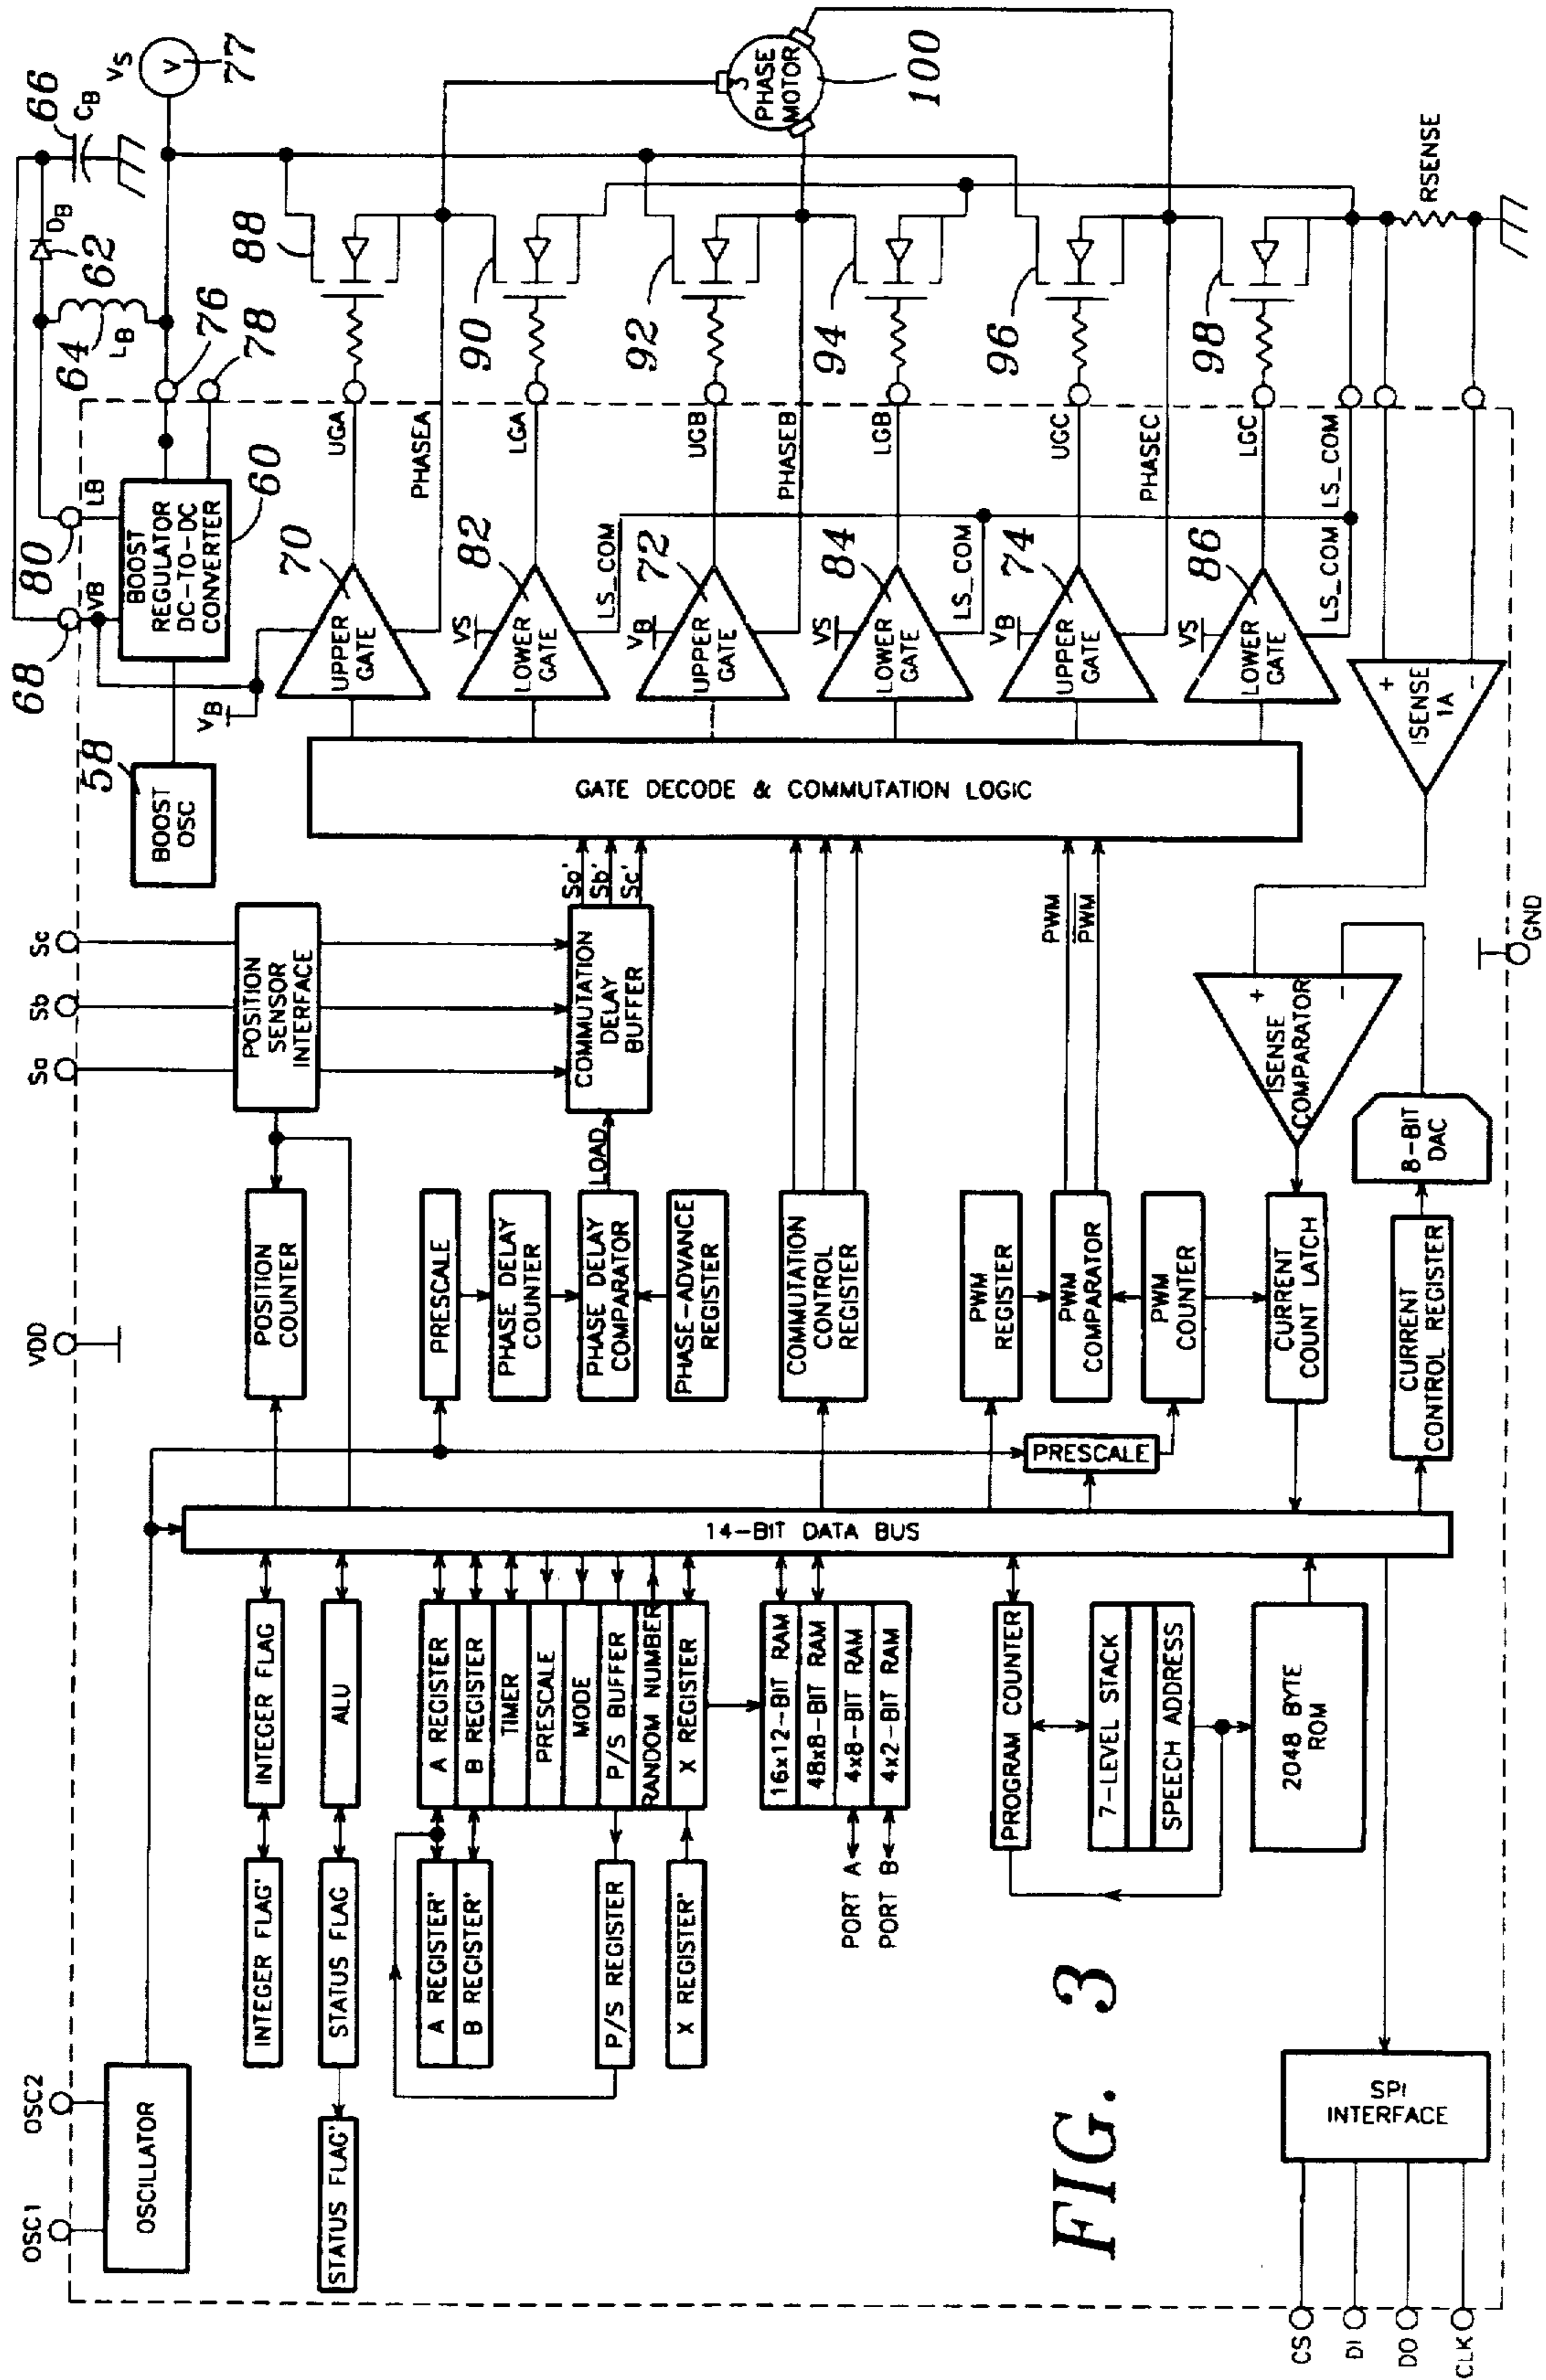 OSC1
OSC2
VDD
Sa
Sb
Sc
OSCILLATOR
INTEGER FLAG'
INTEGER FLAG
STATUS FLAG'
STATUS FLAG
ALU
A REGISTER'
B REGISTER'
A REGISTER
B REGISTER
TIMER
PRESCALE
MODE
P/S BUFFER
RANDOM NUMBER
X REGISTER
P/S REGISTER
X REGISTER'
16x12-BIT RAM
48x8-BIT RAM
4x8-BIT RAM
4x2-BIT RAM
PORT A
PORT B
PROGRAM COUNTER
7-LEVEL STACK
SPEECH ADDRESS
2048 BYTE
ROM
SPI
INTERFACE
CS
DI
DO
CLK
14-BIT DATA BUS
POSITION
COUNTER
POSITION
SENSOR
INTERFACE
PRESCALE
PHASE DELAY
COUNTER
PHASE DELAY
COMPARATOR
PHASE-ADVANCE
REGISTER
LOAD
COMMUTATION
DELAY
BUFFER
Sa'
Sb'
Sc'
COMMUTATION
CONTROL
REGISTER
PRESCALE
PWM
REGISTER
PWM
COMPARATOR
PWM
COUNTER
PWM
PWM
CURRENT
COUNT LATCH
CURRENT
CONTROL REGISTER
8-BIT
DAC
ISENSE
COMPARATOR
+
-
GND
ISENSE
1A
+
-
GATE DECODE & COMMUTATION LOGIC
58
BOOST
OSC
68
VB
80
LB
BOOST
REGULATOR
DC-TO-DC
CONVERTER
60
VB
UPPER
GATE
70
UGA
PHASEA
LOWER
GATE
82
VS
LGA
LS_COM
UPPER
GATE
72
VB
UGB
PHASEB
LOWER
GATE
84
VS
LGB
LS_COM
UPPER
GATE
74
VB
UGC
PHASEC
LOWER
GATE
86
VS
LGC
LS_COM
LS_COM
64
LB
62
DB
66
CB
76
78
VS
V
77
88
90
92
94
96
98
3
PHASE
MOTOR
100
RSENSE
FIG. 3